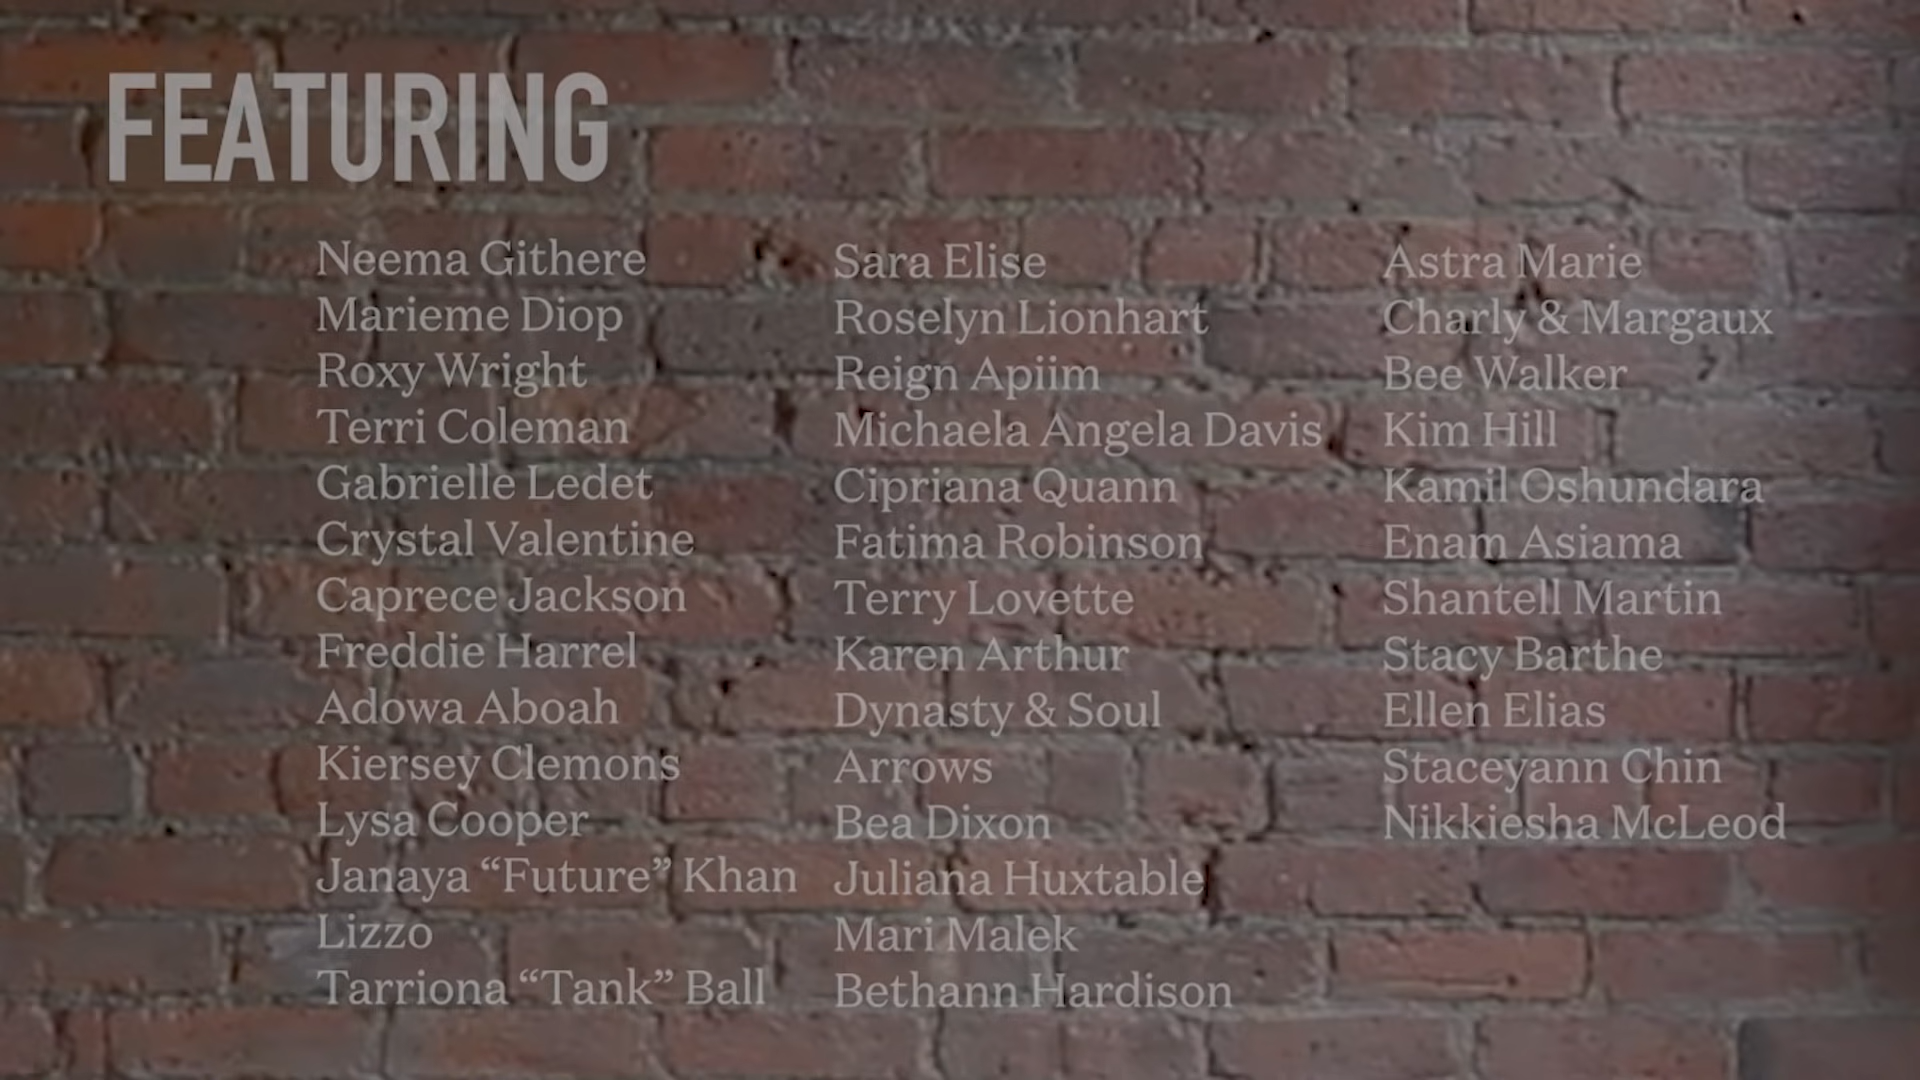 FEATURING
Neema Githere
Marieme Diop
Roxy Wright
Terri Coleman
Gabrielle Ledet
Crystal Valentine
Caprece Jackson
Freddie Harrel
Adowa Aboah
Kiersey Clemons
Lysa Cooper
Janaya “Future” Khan
Lizzo
Tarriona “Tank” Ball
Sara Elise
Roselyn Lionhart
Reign Apiim
Michaela Angela Davis
Cipriana Quann
Fatima Robinson
Terry Lovette
Karen Arthur
Dynasty & Soul
Arrows
Bea Dixon
Juliana Huxtable
Mari Malek
Bethann Hardison
Astra Marie
Charly & Margaux
Bee Walker
Kim Hill
Kamil Oshundara
Enam Asiama
Shantell Martin
Stacy Barthe
Ellen Elias
Staceyann Chin
Nikkiesha McLeod